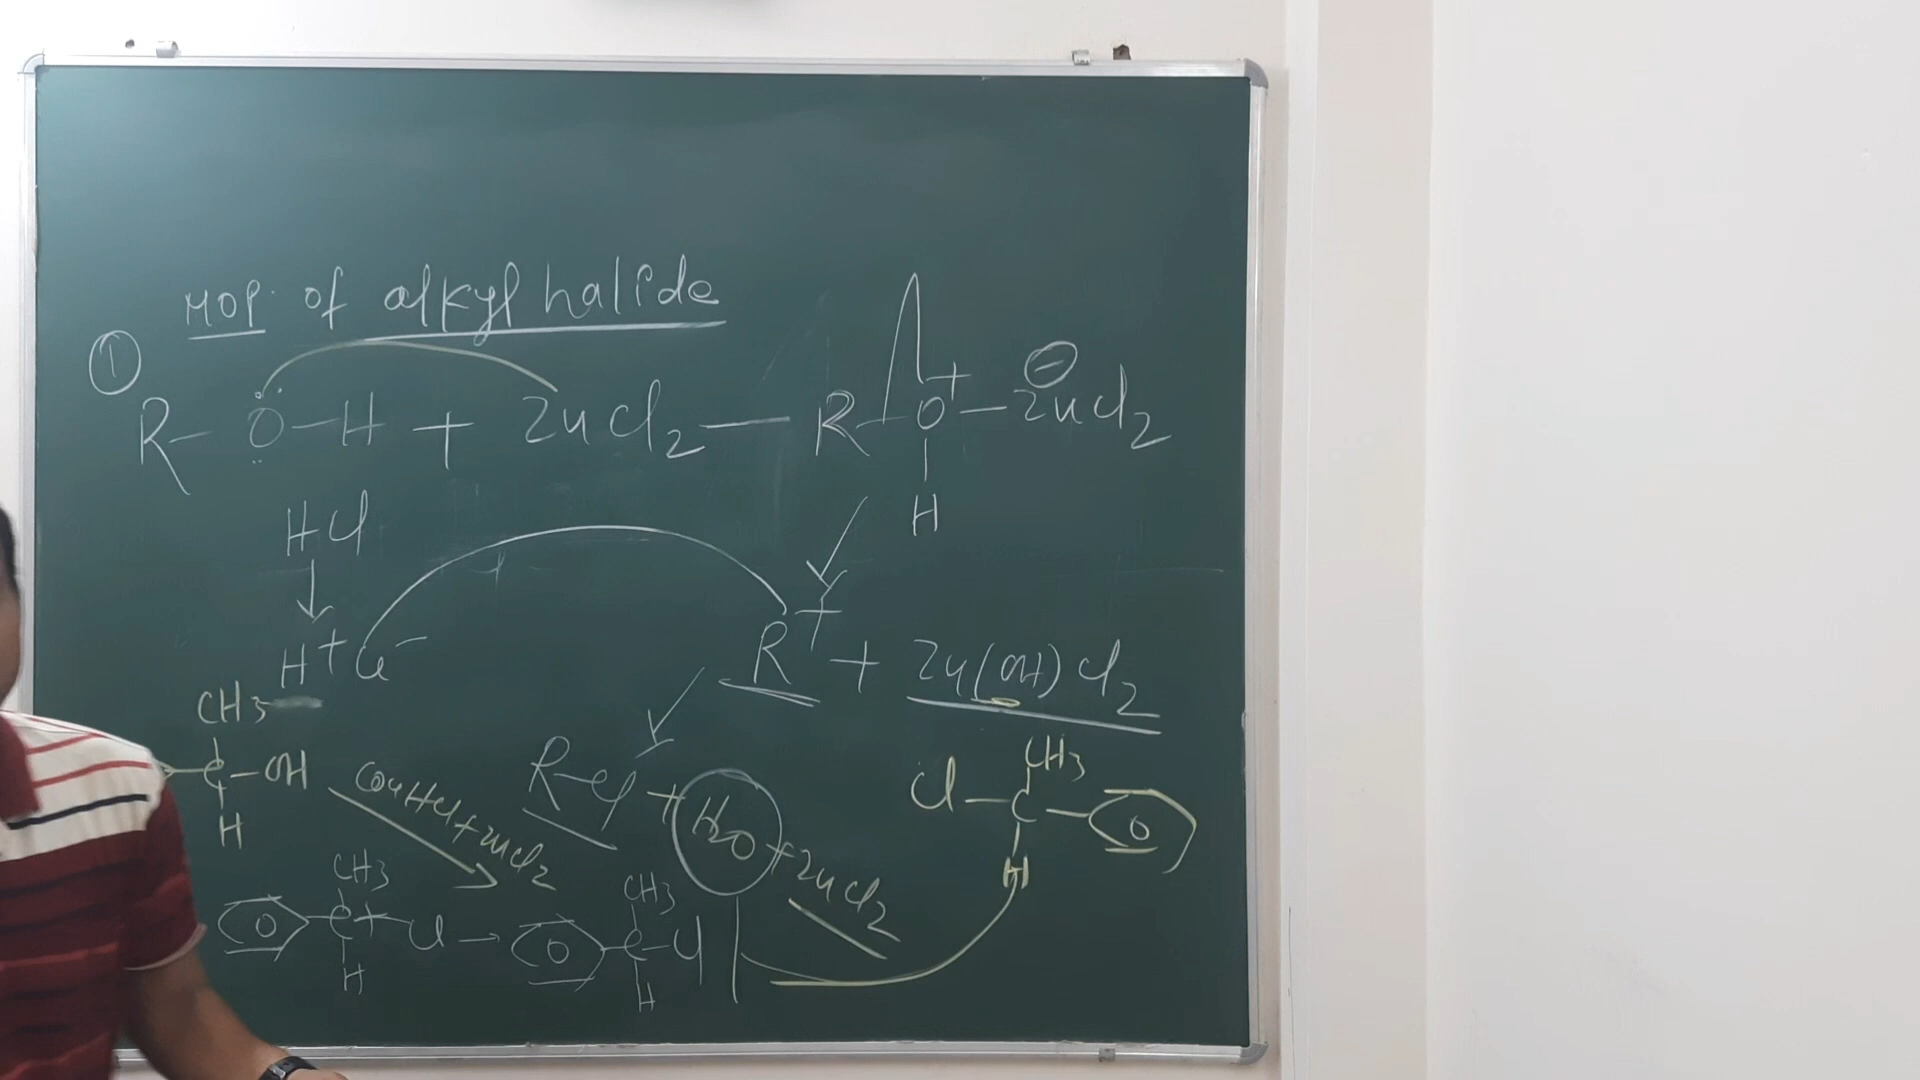 MOP. of alkyl halide
① R-Ö-H + ZnCl2 — R-O⁺-ZnCl2 ⊖
H
HCl
H⁺ Cl⁻
R⁺ + Zn(OH)Cl2
CH3
C-OH
H
Con HCl + ZnCl2
R-Cl + H2O + ZnCl2
CH3
Cl-C-
H
CH3
C + Cl →
H
CH3
C-Cl
H